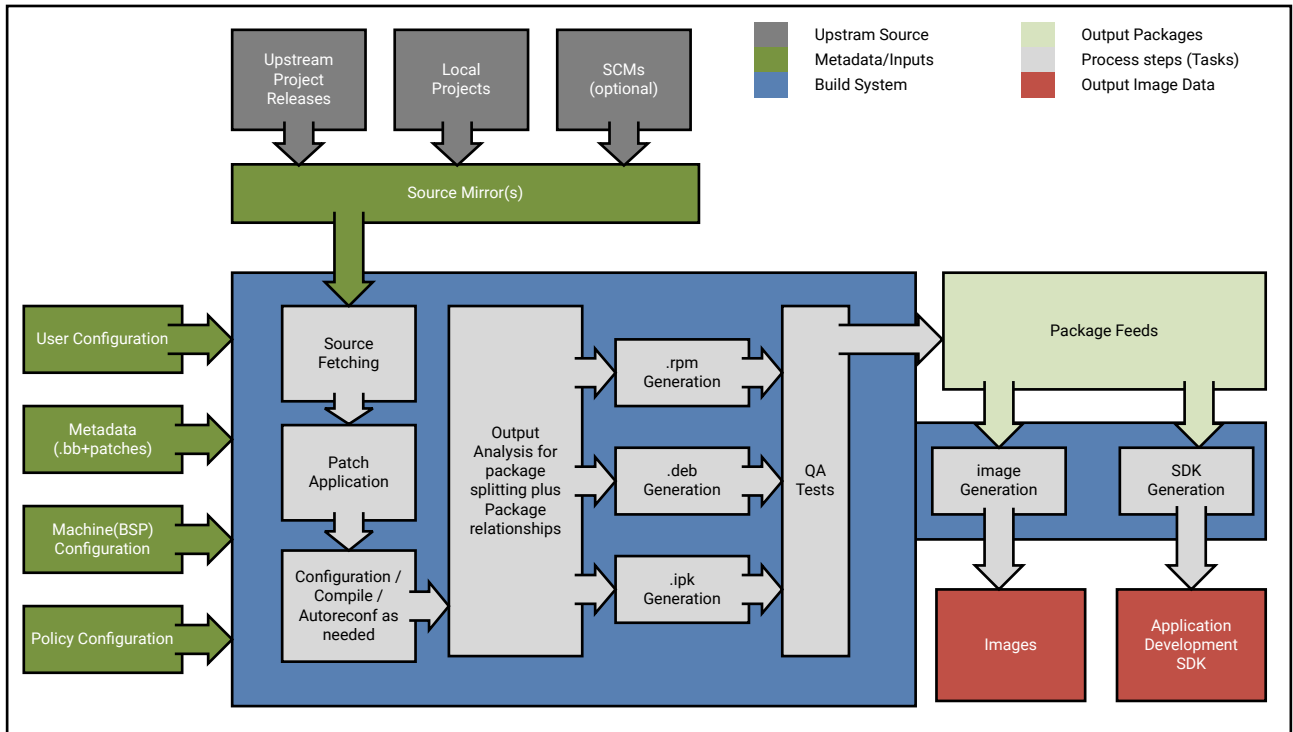 Upstream
Project
Releases
Local
Projects
SCMs
(optional)
Upstram Source
Metadata/Inputs
Build System
Output Packages
Process steps (Tasks)
Output Image Data
Source Mirror(s)
User Configuration
Metadata
(.bb+patches)
Machine(BSP)
Configuration
Policy Configuration
Source
Fetching
Patch
Application
Configuration /
Compile /
Autoreconf as
needed
Output
Analysis for
package
splitting plus
Package
relationships
.rpm
Generation
.deb
Generation
.ipk
Generation
QA
Tests
Package Feeds
image
Generation
SDK
Generation
Images
Application
Development
SDK